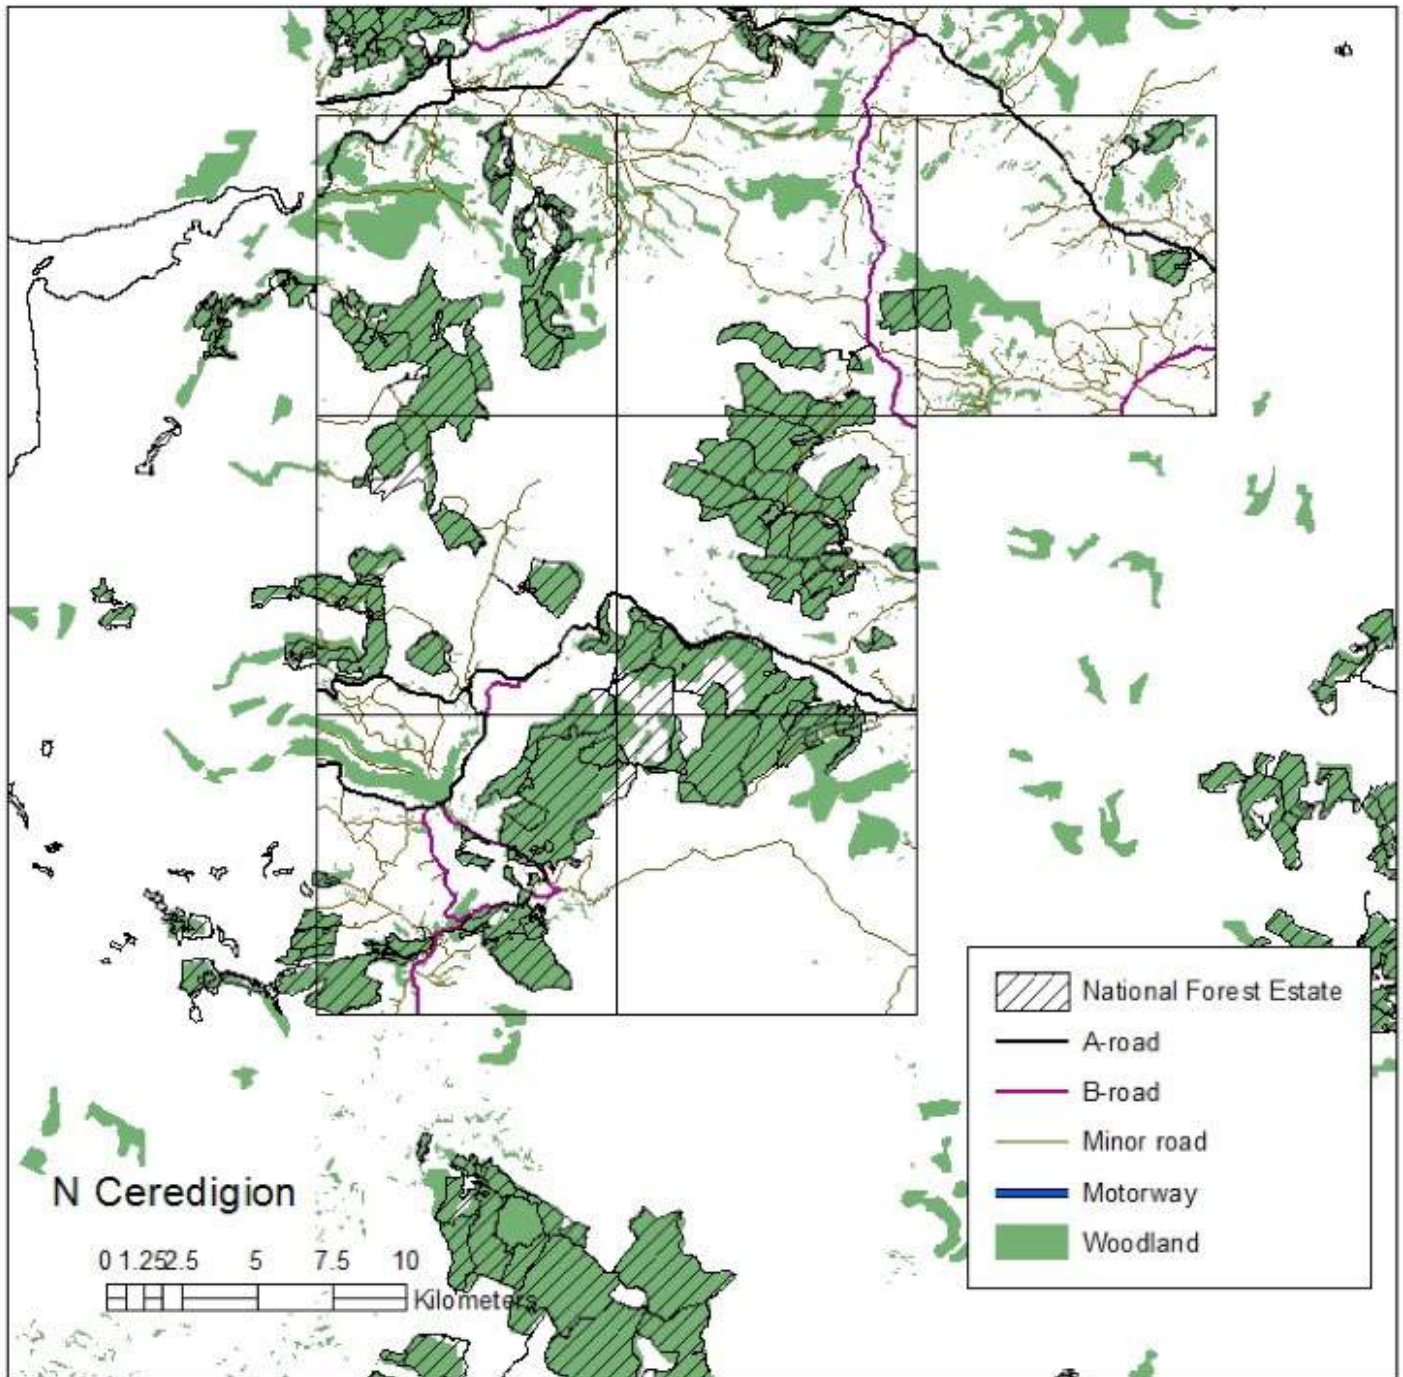 National Forest Estate
A-road
B-road
Minor road
Motorway
Woodland
N Ceredigion
0 1.25 2.5 5 7.5 10
Kilometers